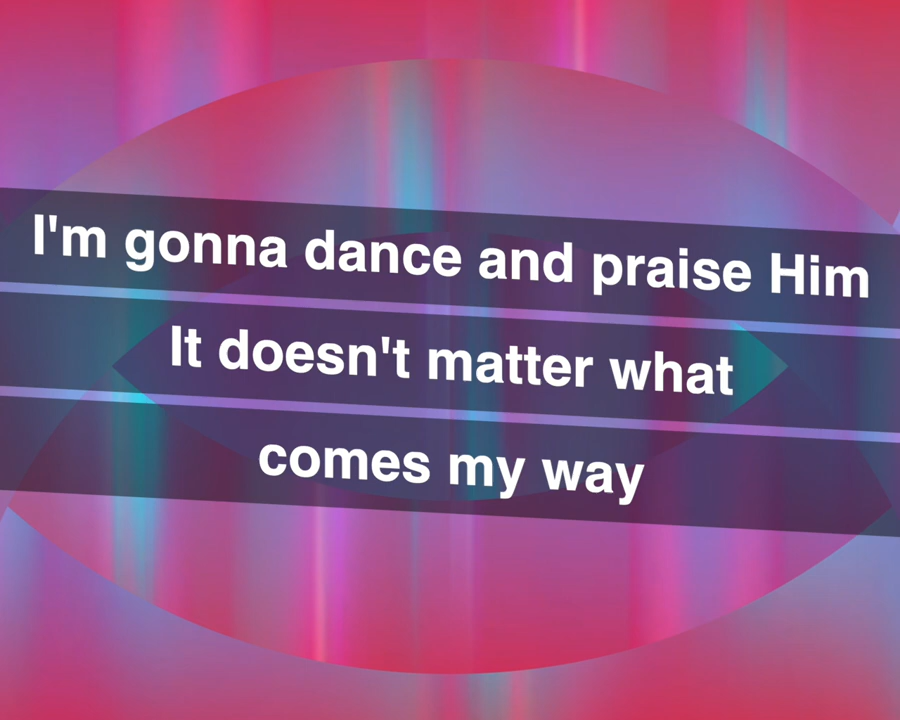 I'm gonna dance and praise Him
It doesn't matter what
comes my way